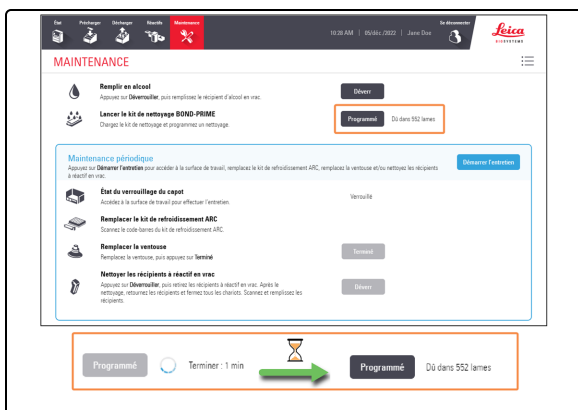 État Précharger Décharger Réactifs Maintenance
10:28 AM | 05/déc./2022 | Jane Doe Se déconnecter
Leica
BIOSYSTEMS
MAINTENANCE
Remplir en alcool
Appuyez sur Déverrouiller, puis remplissez le récipient d'alcool en vrac.
Déverr
Lancer le kit de nettoyage BOND-PRIME
Chargez le kit de nettoyage et programmez un nettoyage.
Programmé Dû dans 552 lames
Maintenance périodique
Appuyez sur Démarrer l'entretien pour accéder à la surface de travail, remplacez le kit de refroidissement ARC, remplacez la ventouse et/ou nettoyez les récipients
à réactif en vrac.
Démarrer l'entretien
État du verrouillage du capot
Accédez à la surface de travail pour effectuer l'entretien.
Verrouillé
Remplacer le kit de refroidissement ARC
Scannez le code-barres du kit de refroidissement ARC.
Remplacer la ventouse
Remplacez la ventouse, puis appuyez sur Terminé
Terminé
Nettoyer les récipients à réactif en vrac
Appuyez sur Déverrouiller, puis retirez les récipients à réactif en vrac. Après le
nettoyage, retournez les récipients et fermez tous les chariots. Scannez et remplissez les
récipients.
Déverr
Programmé Terminer : 1 min Programmé Dû dans 552 lames